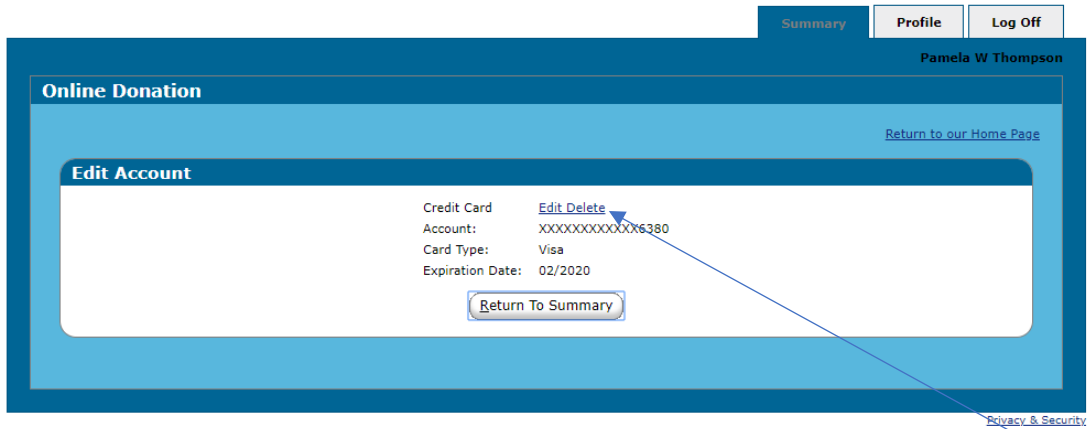 Summary Profile Log Off
Pamela W Thompson
Online Donation
Return to our Home Page
Edit Account
Credit Card Edit Delete
Account: XXXXXXXXXXXX6380
Card Type: Visa
Expiration Date: 02/2020
Return To Summary
Privacy & Security